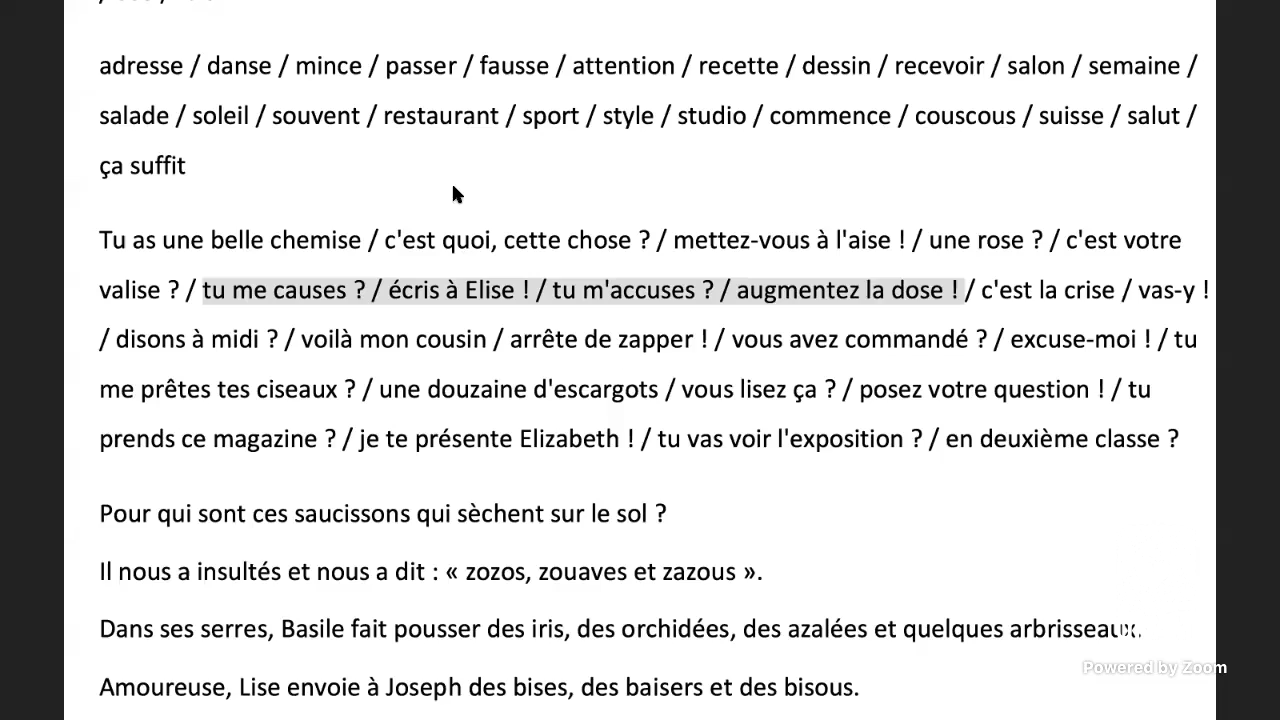 adresse / danse / mince / passer / fausse / attention / recette / dessin / recevoir / salon / semaine /
salade / soleil / souvent / restaurant / sport / style / studio / commence / couscous / suisse / salut /
ça suffit
Tu as une belle chemise / c'est quoi, cette chose ? / mettez-vous à l'aise ! / une rose ? / c'est votre
valise ? / tu me causes ? / écris à Elise ! / tu m'accuses ? / augmentez la dose ! / c'est la crise / vas-y !
/ disons à midi ? / voilà mon cousin / arrête de zapper ! / vous avez commandé ? / excuse-moi ! / tu
me prêtes tes ciseaux ? / une douzaine d'escargots / vous lisez ça ? / posez votre question ! / tu
prends ce magazine ? / je te présente Elizabeth ! / tu vas voir l'exposition ? / en deuxième classe ?
Pour qui sont ces saucissons qui sèchent sur le sol ?
Il nous a insultés et nous a dit : « zozos, zouaves et zazous ».
Dans ses serres, Basile fait pousser des iris, des orchidées, des azalées et quelques arbrisseaux.
Powered by Zoom
Amoureuse, Lise envoie à Joseph des bises, des baisers et des bisous.